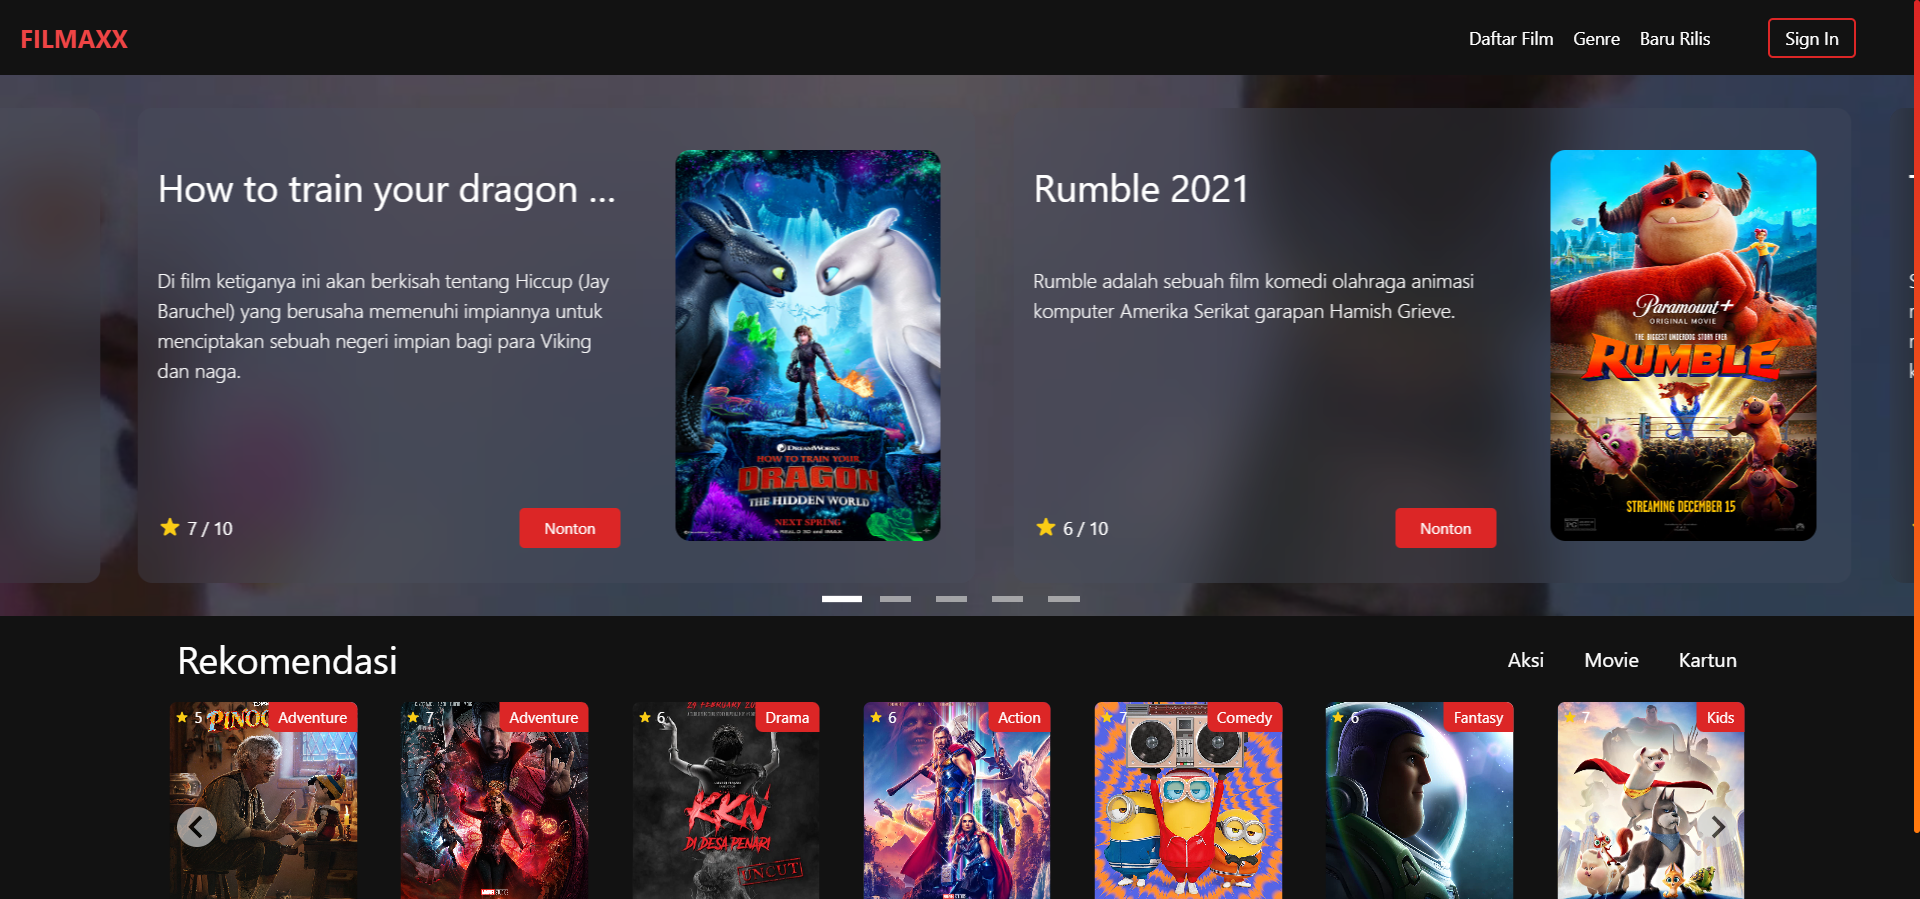 FILMAXX
Daftar Film
Genre
Baru Rilis
Sign In
How to train your dragon ...
Di film ketiganya ini akan berkisah tentang Hiccup (Jay
Baruchel) yang berusaha memenuhi impiannya untuk
menciptakan sebuah negeri impian bagi para Viking
dan naga.
7 / 10
Nonton
DREAMWORKS
HOW TO TRAIN YOUR
DRAGON
THE HIDDEN WORLD
NEXT SPRING
Rumble 2021
Rumble adalah sebuah film komedi olahraga animasi
komputer Amerika Serikat garapan Hamish Grieve.
6 / 10
Nonton
Paramount+
ORIGINAL MOVIE
THE BIGGEST UNDERDOG STORY EVER
RUMBLE
STREAMING DECEMBER 15
PG
Rekomendasi
Aksi
Movie
Kartun
5
PINOC
Adventure
7
Adventure
6
Drama
KKN
DI DESA PENARI
UNCUT
6
Action
7
Comedy
6
Fantasy
7
Kids